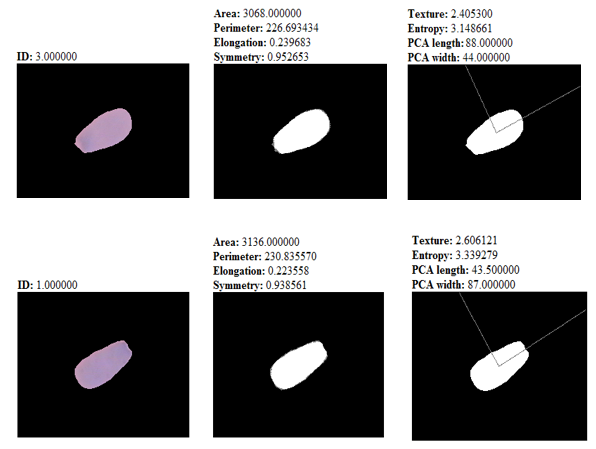 Area: 3068.000000
Perimeter: 226.693434
Elongation: 0.239683
Symmetry: 0.952653
Texture: 2.405300
Entropy: 3.148661
PCA length: 88.000000
PCA width: 44.000000
ID: 3.000000
Area: 3136.000000
Perimeter: 230.835570
Elongation: 0.223558
Symmetry: 0.938561
Texture: 2.606121
Entropy: 3.339279
PCA length: 43.500000
PCA width: 87.000000
ID: 1.000000